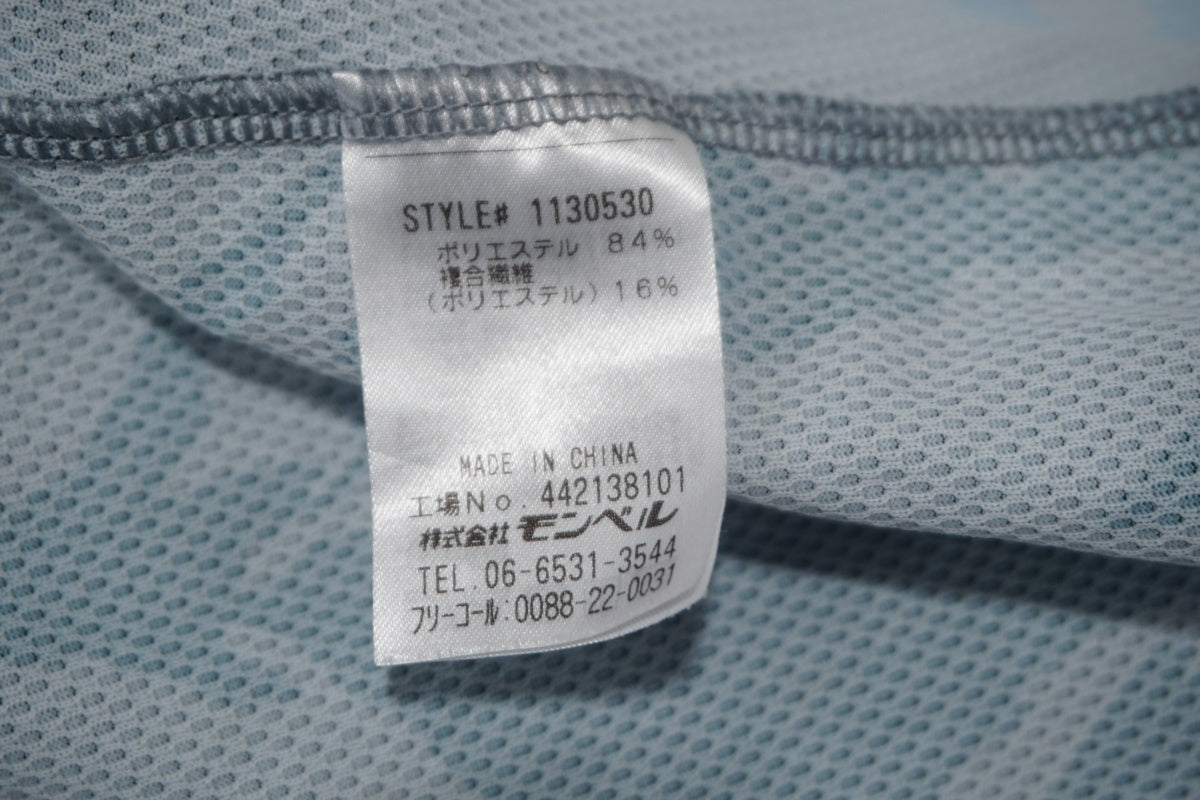 STYLE# 1130530
ポリエステル 84%
複合繊維
(ポリエステル)16%
MADE IN CHINA
工場No. 442138101
株式会社モンベル
TEL.06-6531-3544
フリーコール:0088-22-0031